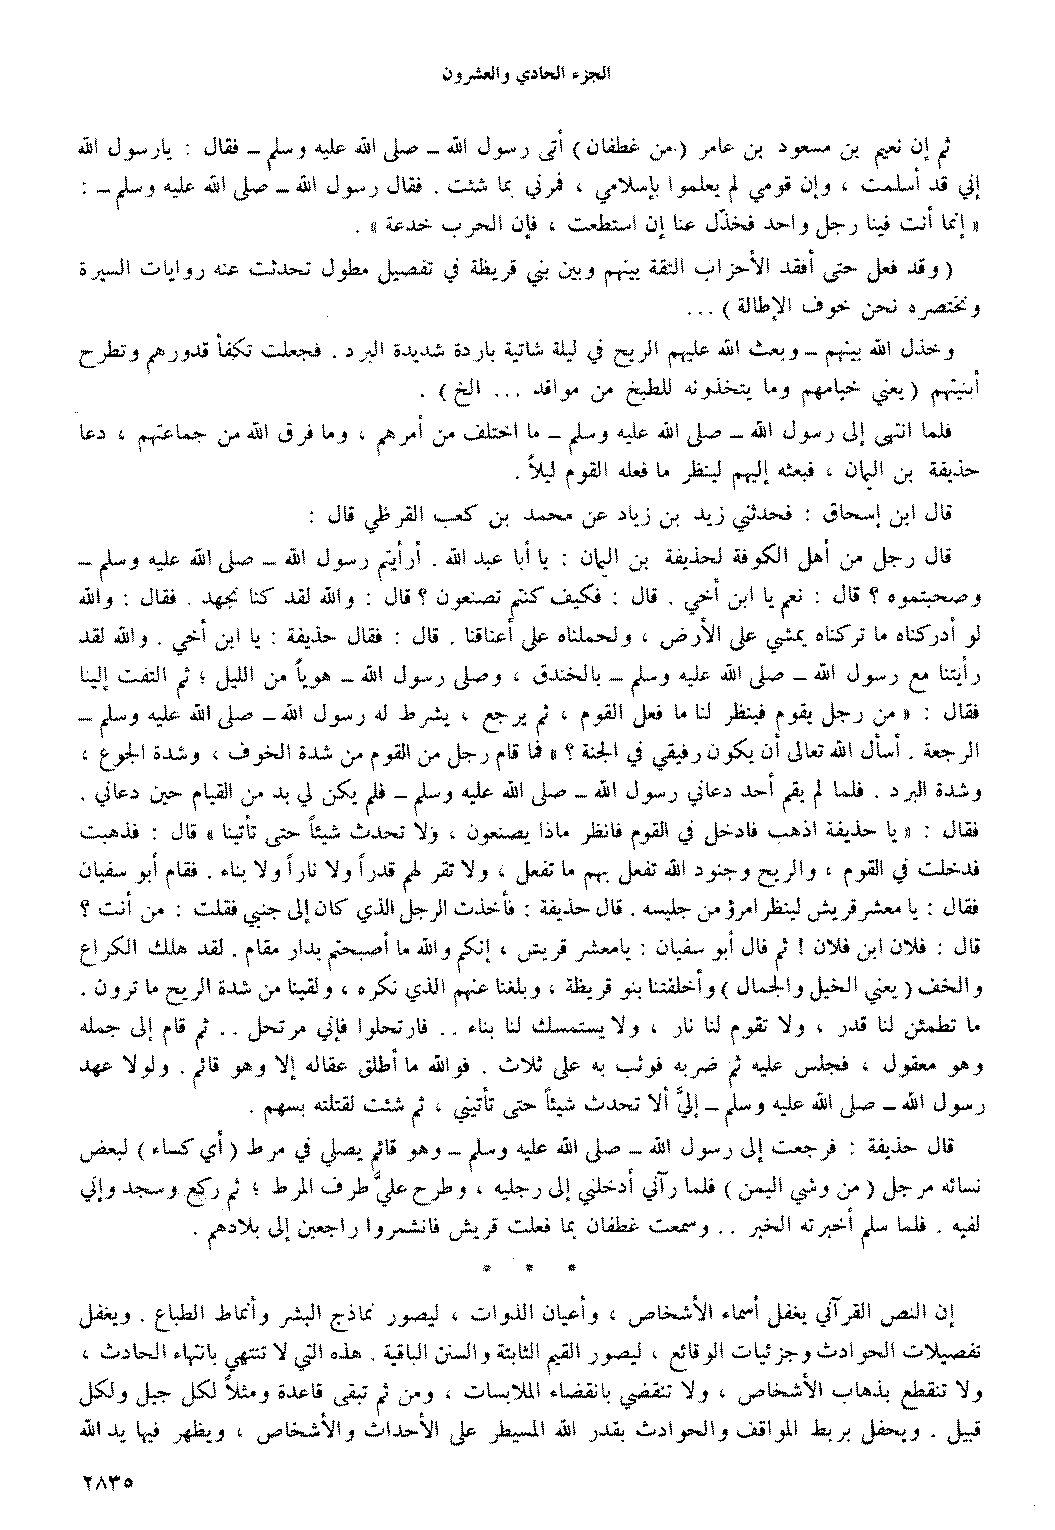 الجزء الحادي والعشرون
ثم إن نعيم بن مسعود بن عامر ( من غطفان ) أتى رسول الله ــ صلى الله عليه وسلم ــ فقال : يارسول الله
إني قد أسلمت ، وإن قومي لم يعلموا بإسلامي ، فمرني بما شئت . فقال رسول الله ــ صلى الله عليه وسلم ــ :
« إنما أنت فينا رجل واحد فخذّل عنا إن استطعت ، فإن الحرب خدعة » .
( وقد فعل حتى أفقد الأحزاب الثقة بينهم وبين بني قريظة في تفصيل مطول تحدثت عنه روايات السيرة
ونختصره نحن خوف الإطالة ) ...
وخذل الله بينهم ــ وبعث الله عليهم الريح في ليلة شاتية باردة شديدة البرد . فجعلت تكفأ قدورهم وتطرح
أبنيتهم ( يعني خيامهم وما يتخذونه للطبخ من مواقد ... الخ ) .
فلما انتهى إلى رسول الله ــ صلى الله عليه وسلم ــ ما اختلف من أمرهم ، وما فرق الله من جماعتهم ، دعا
حذيفة بن اليمان ، فبعثه إليهم لينظر ما فعله القوم ليلاً .
قال ابن إسحاق : فحدثني زيد بن زياد عن محمد بن كعب القرظي قال :
قال رجل من أهل الكوفة لحذيفة بن اليمان : يا أبا عبد الله . أرأيتم رسول الله ــ صلى الله عليه وسلم ــ
وصحبتموه ؟ قال : نعم يا ابن أخي . قال : فكيف كنتم تصنعون ؟ قال : والله لقد كنا نجهد . فقال : والله
لو أدركناه ما تركناه يمشي على الأرض ، ولحملناه على أعناقنا . قال : فقال حذيفة : يا ابن أخي . والله لقد
رأيتنا مع رسول الله ــ صلى الله عليه وسلم ــ بالخندق ، وصلى رسول الله ــ هوياً من الليل ؛ ثم التفت إلينا
فقال : « من رجل يقوم فينظر لنا ما فعل القوم ، ثم يرجع ، يشرط له رسول الله ــ صلى الله عليه وسلم ــ
الرجعة . أسأل الله تعالى أن يكون رفيقي في الجنة ؟ » فما قام رجل من القوم من شدة الخوف ، وشدة الجوع ،
وشدة البرد . فلما لم يقم أحد دعاني رسول الله ــ صلى الله عليه وسلم ــ فلم يكن لي بد من القيام حين دعاني .
فقال : « يا حذيفة اذهب فادخل في القوم فانظر ماذا يصنعون ، ولا تحدث شيئاً حتى تأتينا » قال : فذهبت
فدخلت في القوم ، والريح وجنود الله تفعل بهم ما تفعل ، ولا تقر لهم قدراً ولا ناراً ولا بناء . فقام أبو سفيان
فقال : يا معشر قريش لينظر امرؤ من جليسه . قال حذيفة : فأخذت الرجل الذي كان إلى جنبي فقلت : من أنت ؟
قال : فلان ابن فلان ! ثم قال أبو سفيان : يامعشر قريش ، إنكم والله ما أصبحتم بدار مقام . لقد هلك الكراع
والخف ( يعني الخيل والجمال ) وأخلفتنا بنو قريظة ، وبلغنا عنهم الذي نكره ، ولقينا من شدة الريح ما ترون .
ما تطمئن لنا قدر ، ولا تقوم لنا نار ، ولا يستمسك لنا بناء .. فارتحلوا فإني مرتحل .. ثم قام إلى جمله
وهو معقول ، فجلس عليه ثم ضربه فوثب به على ثلاث . فوالله ما أطلق عقاله إلا وهو قائم . ولولا عهد
رسول الله ــ صلى الله عليه وسلم ــ إليَّ ألا تحدث شيئاً حتى تأتيني ، ثم شئت لقتلته بسهم .
قال حذيفة : فرجعت إلى رسول الله ــ صلى الله عليه وسلم ــ وهو قائم يصلي في مرط ( أي كساء ) لبعض
نسائه مرجل ( من وشي اليمن ) فلما رآني أدخلني إلى رجليه ، وطرح عليَّ طرف المرط ؛ ثم ركع وسجد وإني
لفيه . فلما سلم أخبرته الخبر .. وسمعت غطفان بما فعلت قريش فانشمروا راجعين إلى بلادهم .
* * *
إن النص القرآني يغفل أسماء الأشخاص ، وأعيان الذوات ، ليصور نماذج البشر وأنماط الطباع . ويغفل
تفصيلات الحوادث وجزئيات الوقائع ، ليصور القيم الثابتة والسنن الباقية . هذه التي لا تنتهي بانتهاء الحادث ،
ولا تنقطع بذهاب الأشخاص ، ولا تنقضي بانقضاء الملابسات ، ومن ثم تبقى قاعدة ومثلاً لكل جيل ولكل
قبيل . ويحفل بربط المواقف والحوادث بقدر الله المسيطر على الأحداث والأشخاص ، ويظهر فيها يد الله
٢٨٣٥